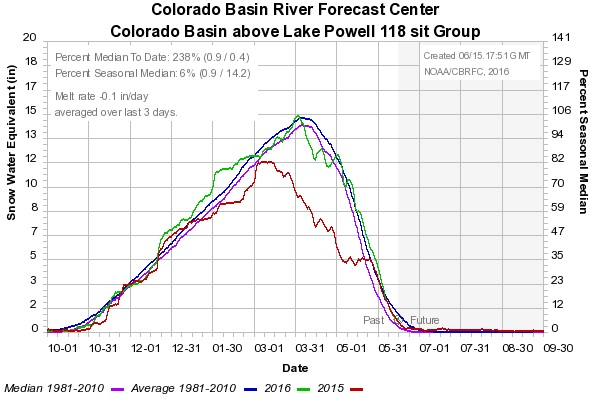 Colorado Basin River Forecast Center
Colorado Basin above Lake Powell 118 sit Group
Percent Median To Date: 238% (0.9 / 0.4)
Percent Seasonal Median: 6% (0.9 / 14.2)
Melt rate -0.1 in/day
averaged over last 3 days.
Created 06/15.17:51 GMT
NOAA/CBRFC, 2016
Snow Water Equivalent (in)
20
18
16
15
13
12
10
8
7
5
3
2
0
Percent Seasonal Median
141
129
117
106
94
82
70
59
47
35
23
12
0
Past
Future
10-01 10-31 12-01 12-31 01-30 03-01 03-31 05-01 05-31 07-01 07-31 08-30 09-30
Date
Median 1981-2010 Average 1981-2010 2016 2015